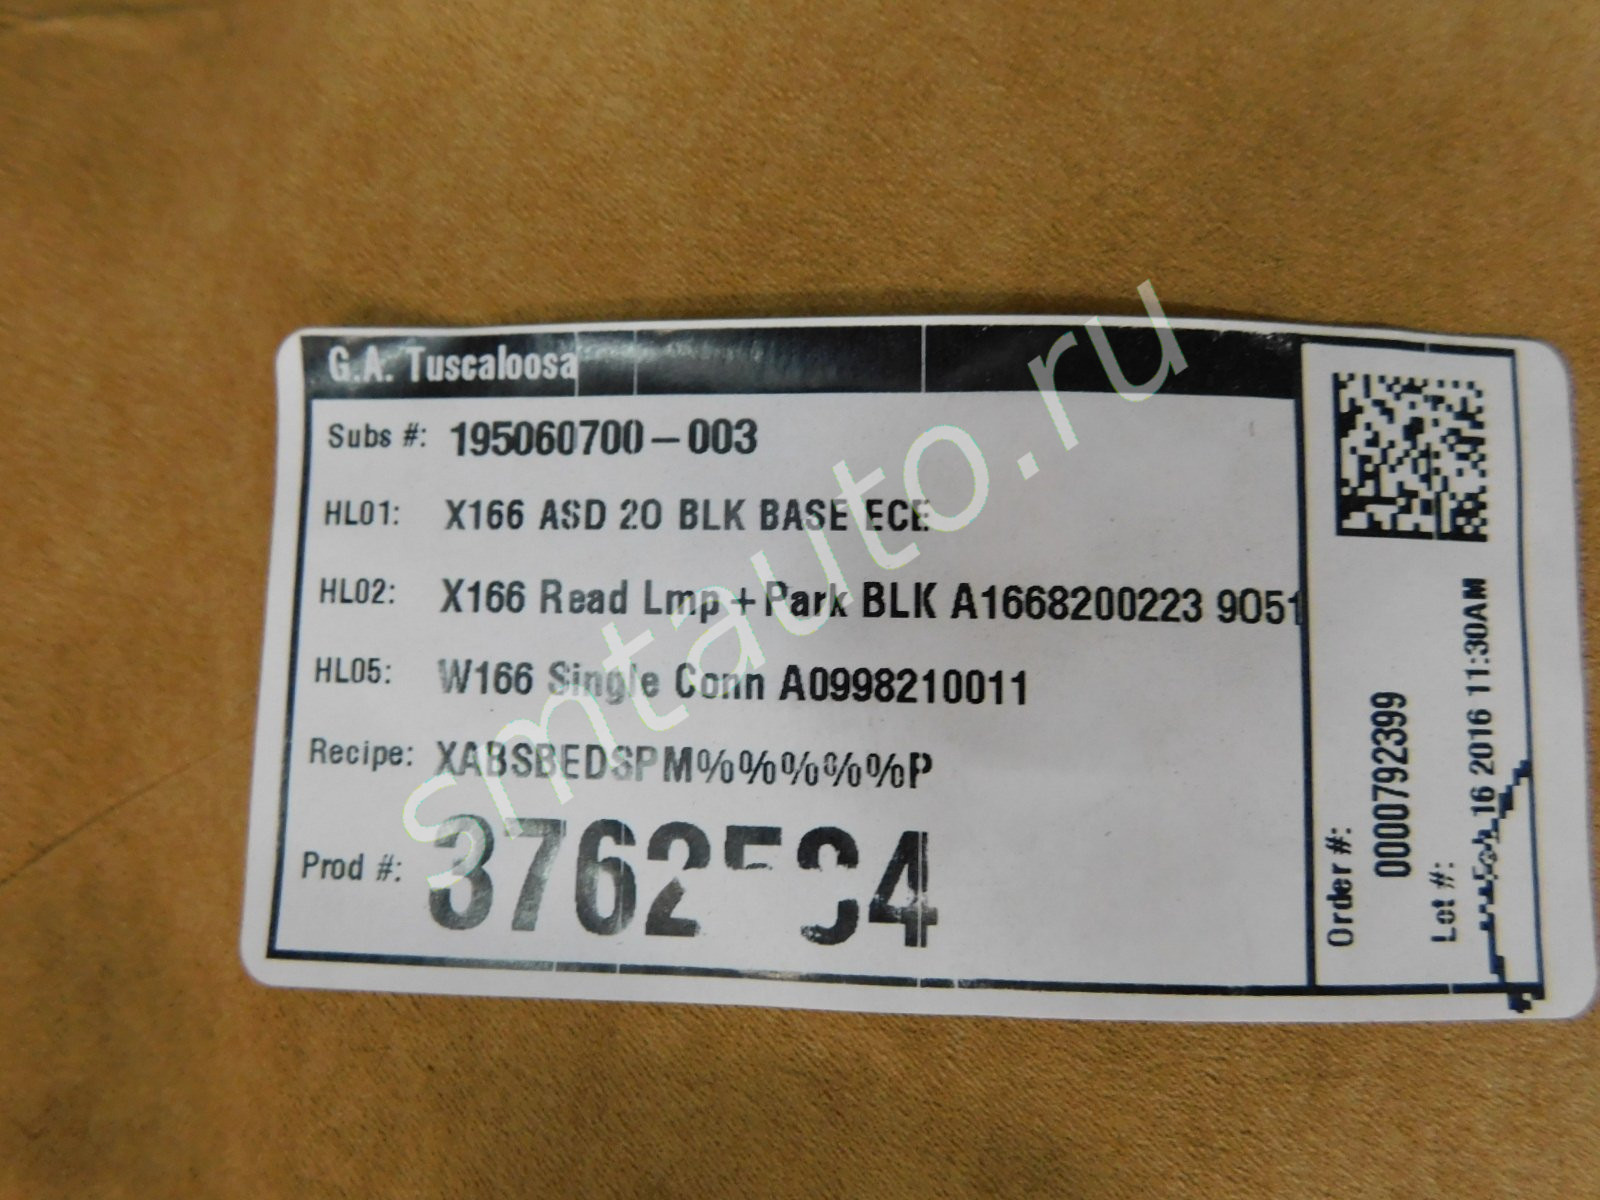 G.A. Tuscaloosa
Subs #: 195060700-003
HL01: X166 ASD 20 BLK BASE ECE
HL02: X166 Read Lmp + Park BLK A1668200223 9051
HL05: W166 Single Conn A0998210011
Recipe: XABSBEDSPM%%%%%P
Prod #:
Order #:
0000792399
Lot #:
16 2016 11:30AM
smtauto.ru